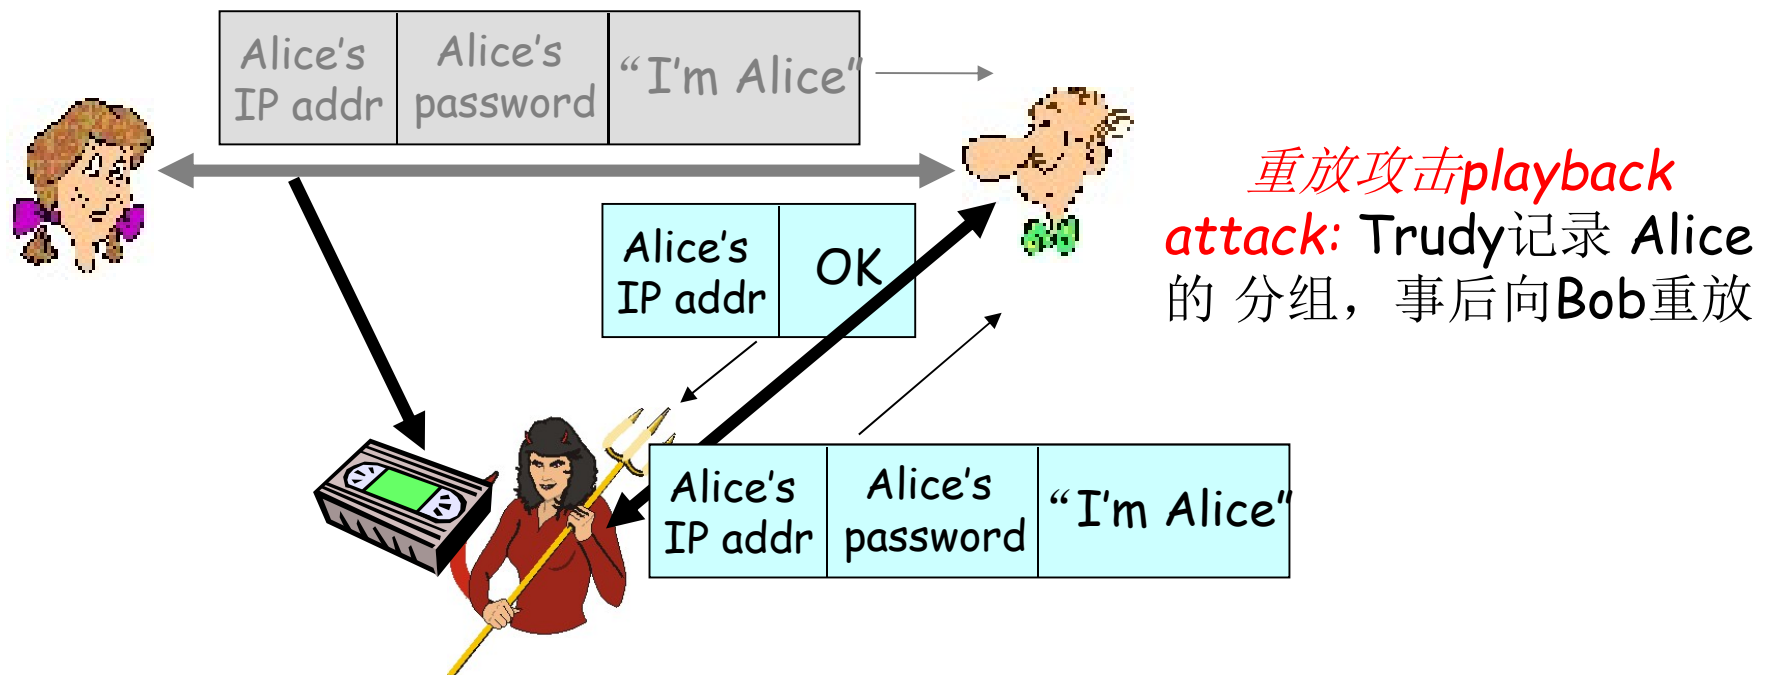 Alice’s
IP addr
Alice’s
password
“I’m Alice”
Alice’s
IP addr
OK
重放攻击playback
attack: Trudy记录 Alice
的 分组，事后向Bob重放
Alice’s
IP addr
Alice’s
password
“I’m Alice”